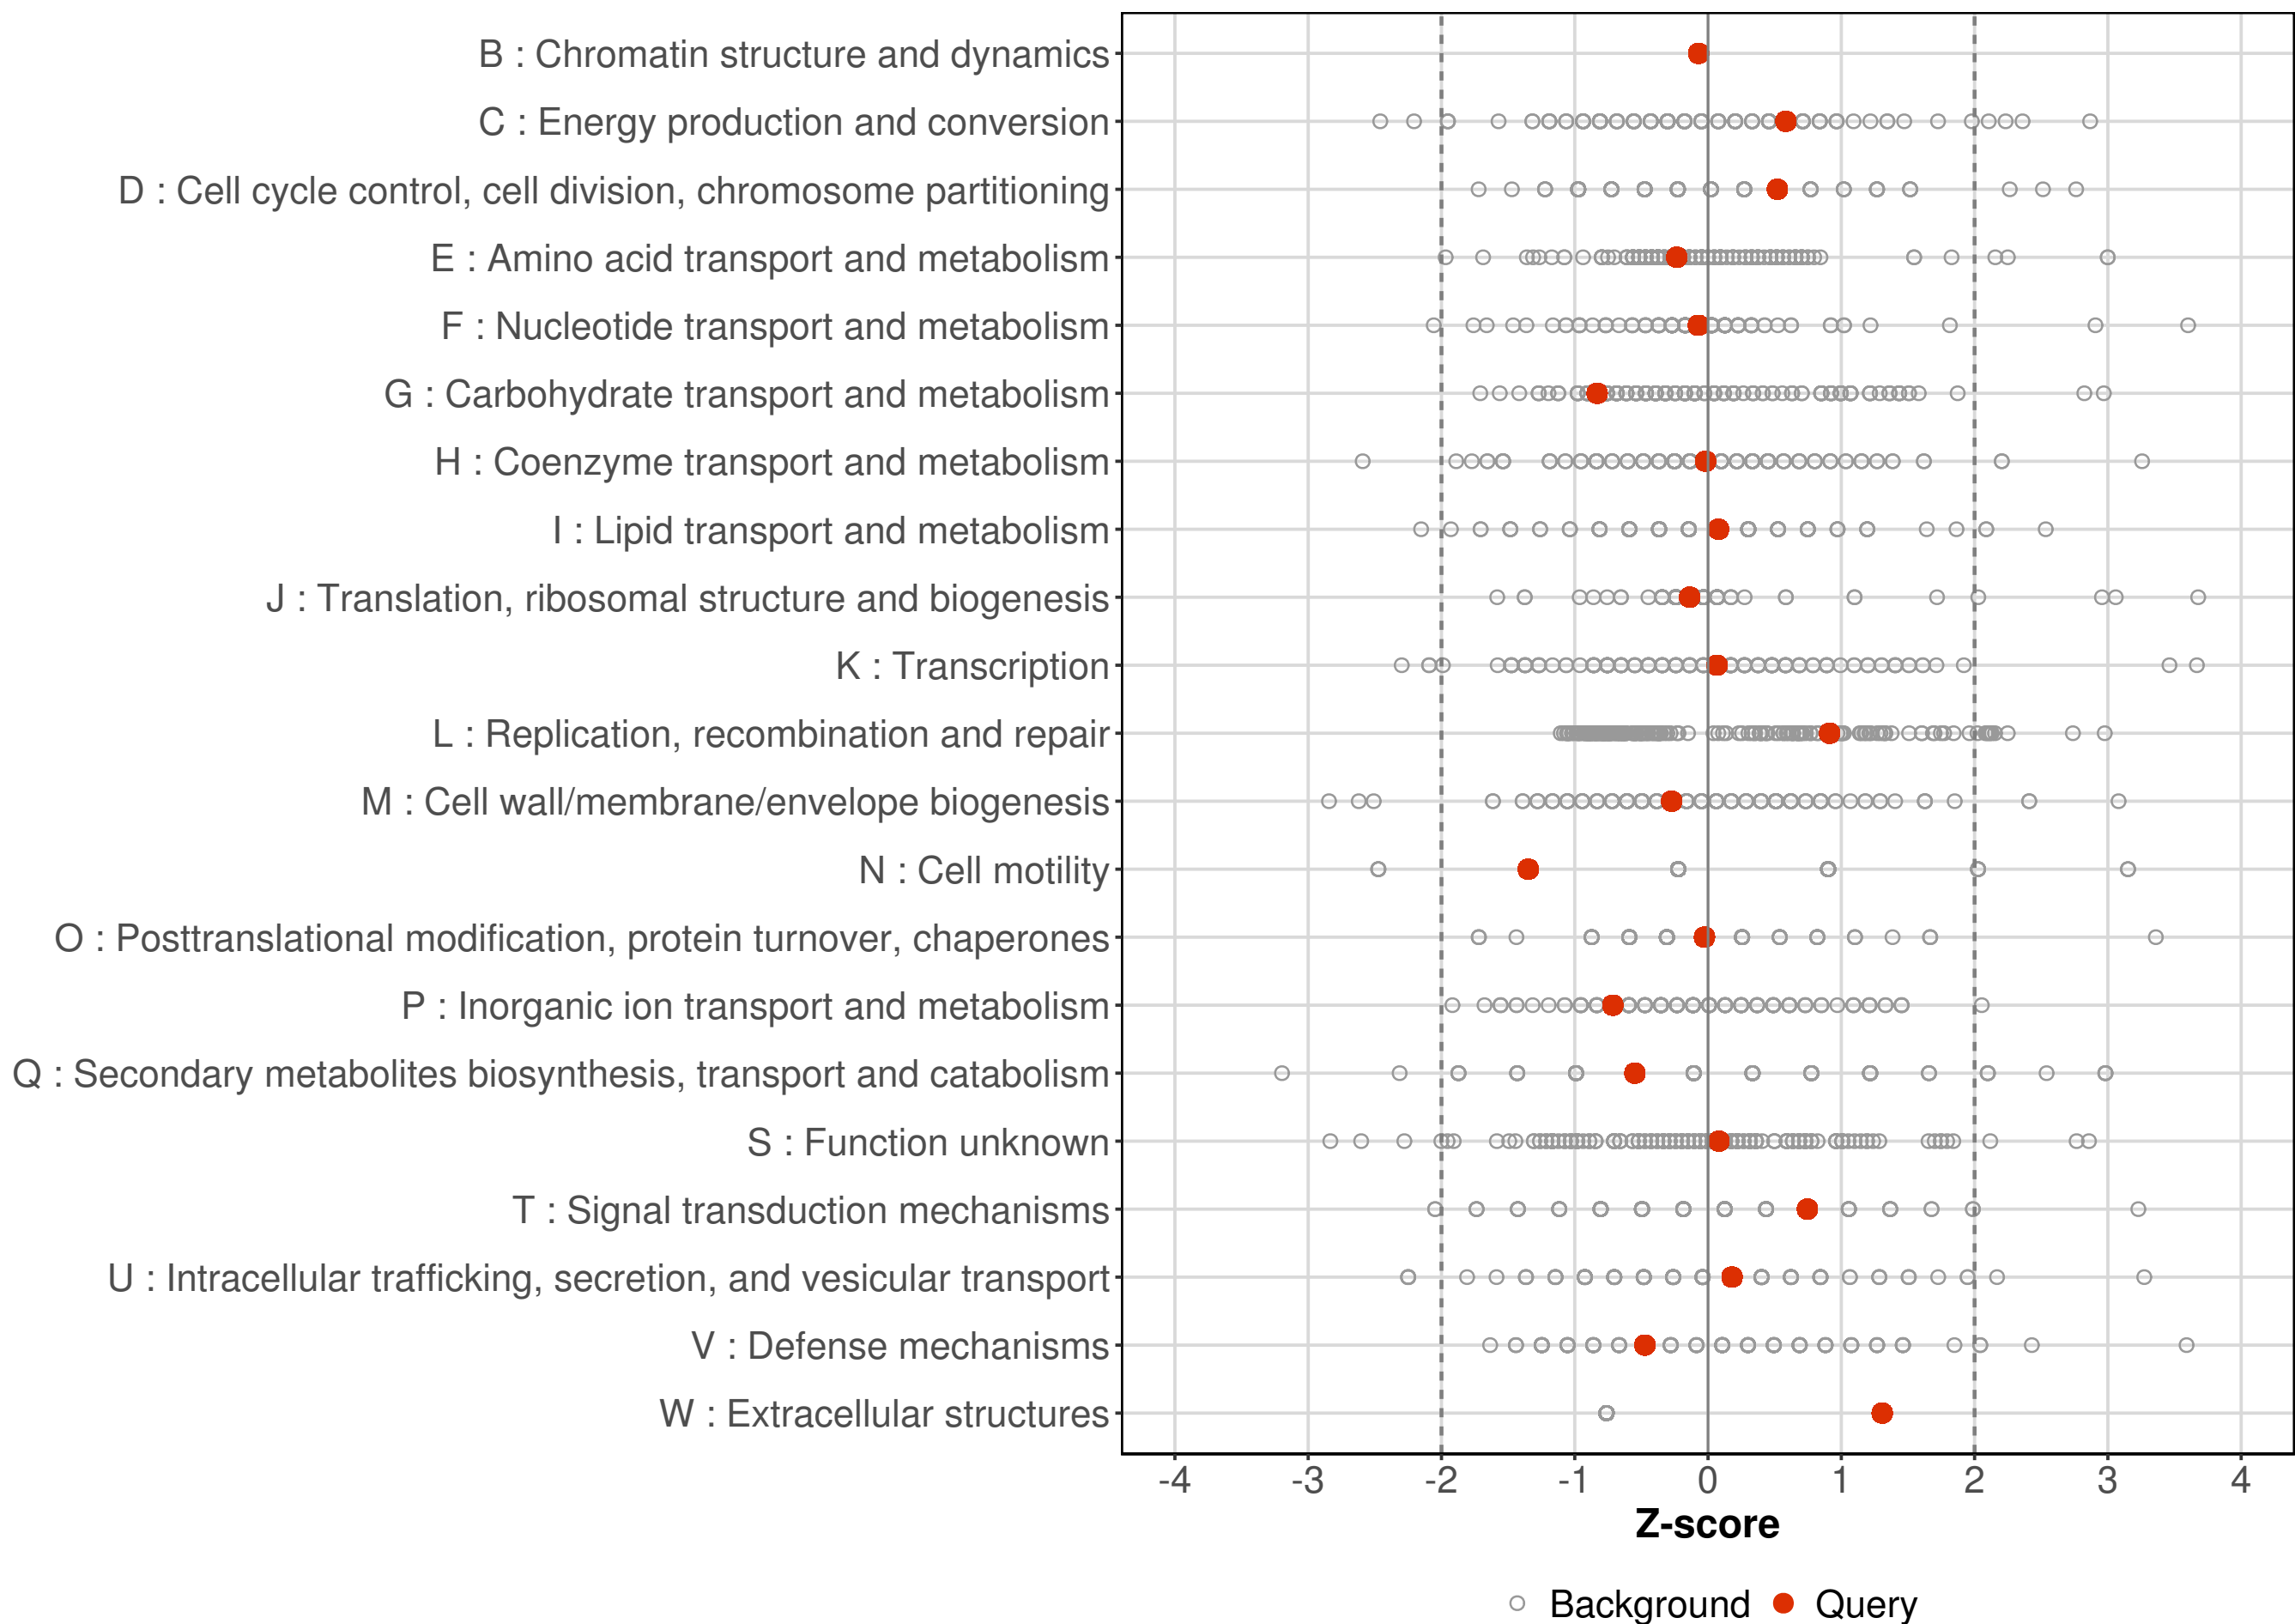 B : Chromatin structure and dynamics
C : Energy production and conversion
D : Cell cycle control, cell division, chromosome partitioning
E : Amino acid transport and metabolism
F : Nucleotide transport and metabolism
G : Carbohydrate transport and metabolism
H : Coenzyme transport and metabolism
I : Lipid transport and metabolism
J : Translation, ribosomal structure and biogenesis
K : Transcription
L : Replication, recombination and repair
M : Cell wall/membrane/envelope biogenesis
N : Cell motility
O : Posttranslational modification, protein turnover, chaperones
P : Inorganic ion transport and metabolism
Q : Secondary metabolites biosynthesis, transport and catabolism
S : Function unknown
T : Signal transduction mechanisms
U : Intracellular trafficking, secretion, and vesicular transport
V : Defense mechanisms
W : Extracellular structures
-4 -3 -2 -1 0 1 2 3 4
Z-score
Background Query